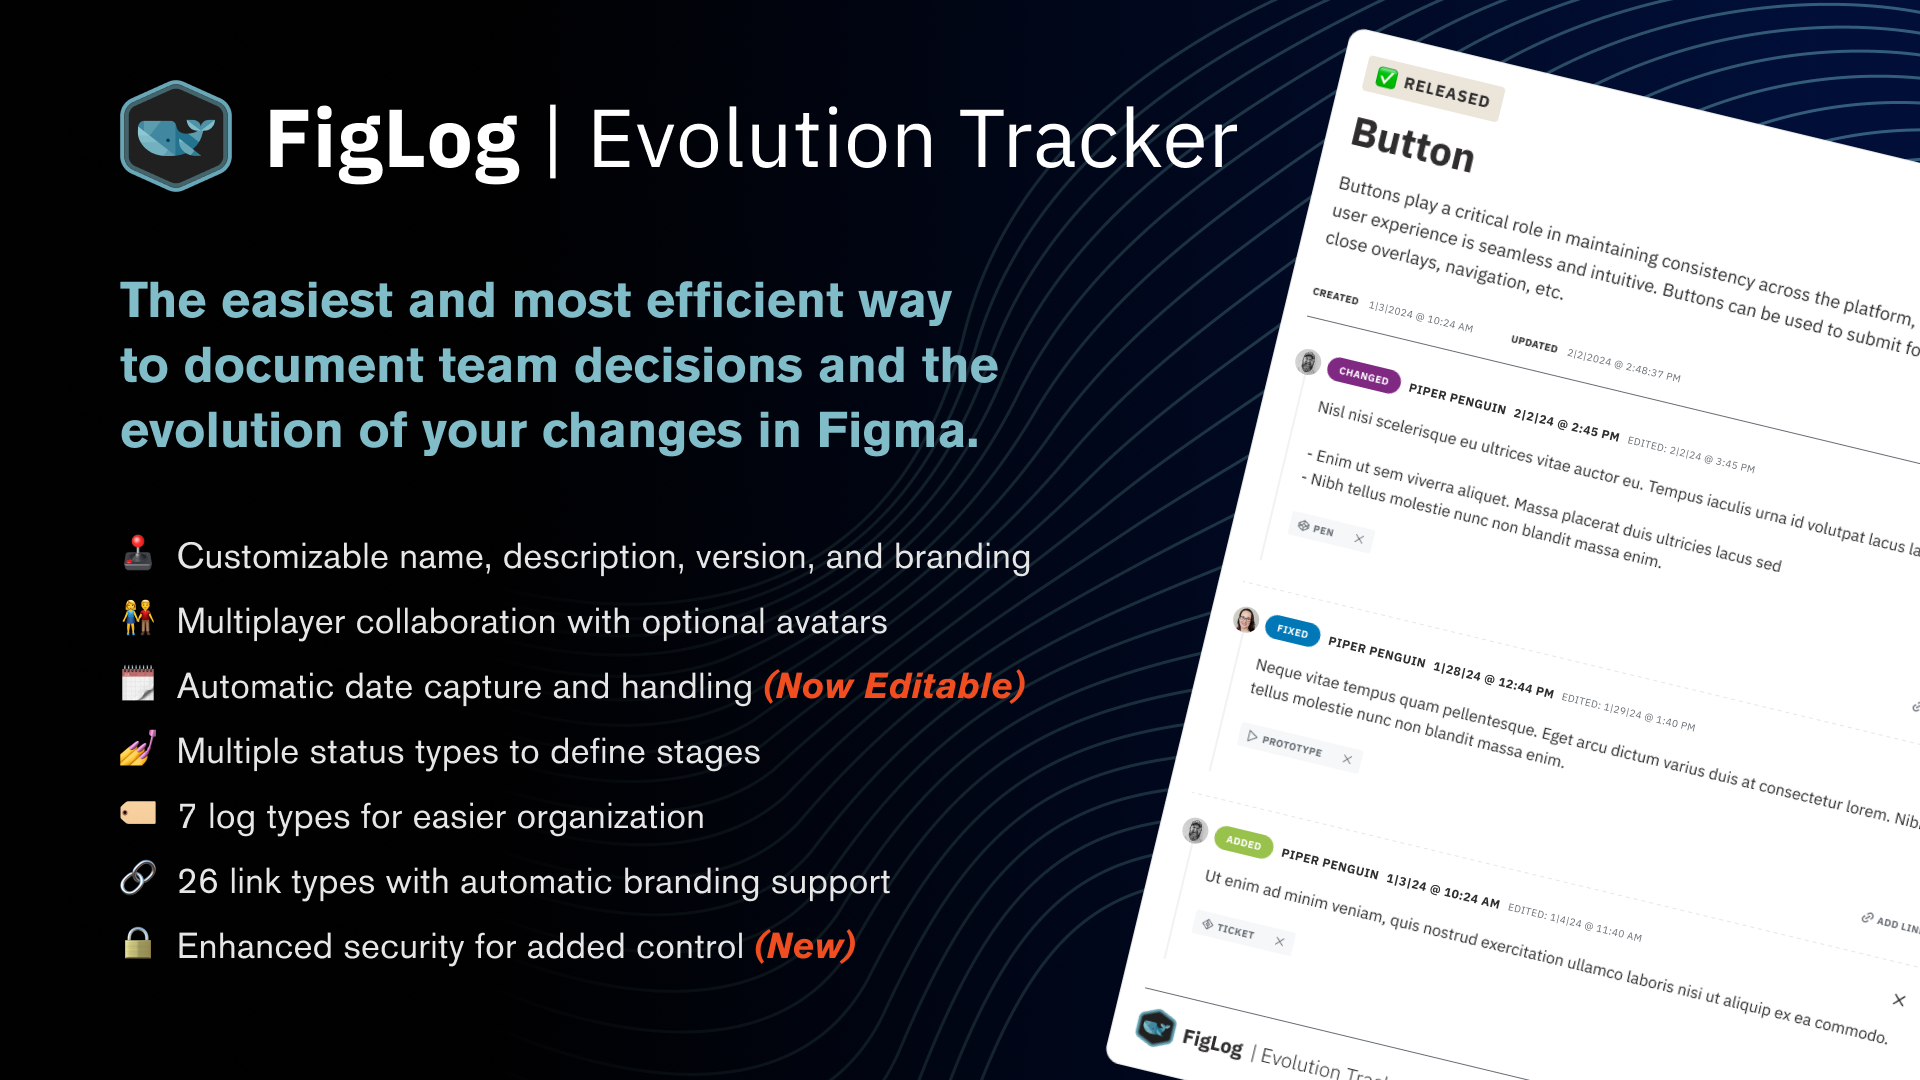 FigLog | Evolution Tracker
The easiest and most efficient way
to document team decisions and the
evolution of your changes in Figma.
Customizable name, description, version, and branding
Multiplayer collaboration with optional avatars
Automatic date capture and handling (Now Editable)
Multiple status types to define stages
7 log types for easier organization
26 link types with automatic branding support
Enhanced security for added control (New)
RELEASED
Button
Buttons play a critical role in maintaining consistency across the platform,
user experience is seamless and intuitive. Buttons can be used to submit fo
close overlays, navigation, etc.
CREATED 1|3|2024 @ 10:24 AM UPDATED 2|2|2024 @ 2:48:37 PM
CHANGED PIPER PENGUIN 2|2|24 @ 2:45 PM EDITED: 2|2|24 @ 3:45 PM
Nisl nisi scelerisque eu ultrices vitae auctor eu. Tempus iaculis urna id volutpat lacus la
- Enim ut sem viverra aliquet. Massa placerat duis ultricies lacus sed
- Nibh tellus molestie nunc non blandit massa enim.
PEN
FIXED PIPER PENGUIN 1|28|24 @ 12:44 PM EDITED: 1|29|24 @ 1:40 PM
Neque vitae tempus quam pellentesque. Eget arcu dictum varius duis at consectetur lorem. Nib
tellus molestie nunc non blandit massa enim.
PROTOTYPE
ADDED PIPER PENGUIN 1|3|24 @ 10:24 AM EDITED: 1|4|24 @ 11:40 AM
ADD LIN
Ut enim ad minim veniam, quis nostrud exercitation ullamco laboris nisi ut aliquip ex ea commodo.
TICKET
FigLog | Evolution Trac